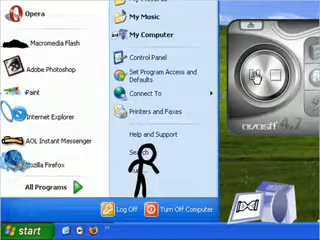 Opera
My Music
My Computer
Macromedia Flash
Control Panel
Adobe Photoshop
Set Program Access and
Defaults
Paint
Connect To
Internet Explorer
Printers and Faxes
AOL Instant Messenger
Help and Support
Mozilla Firefox
Search
All Programs
Log Off
Turn Off Computer
start
avast! 4.7